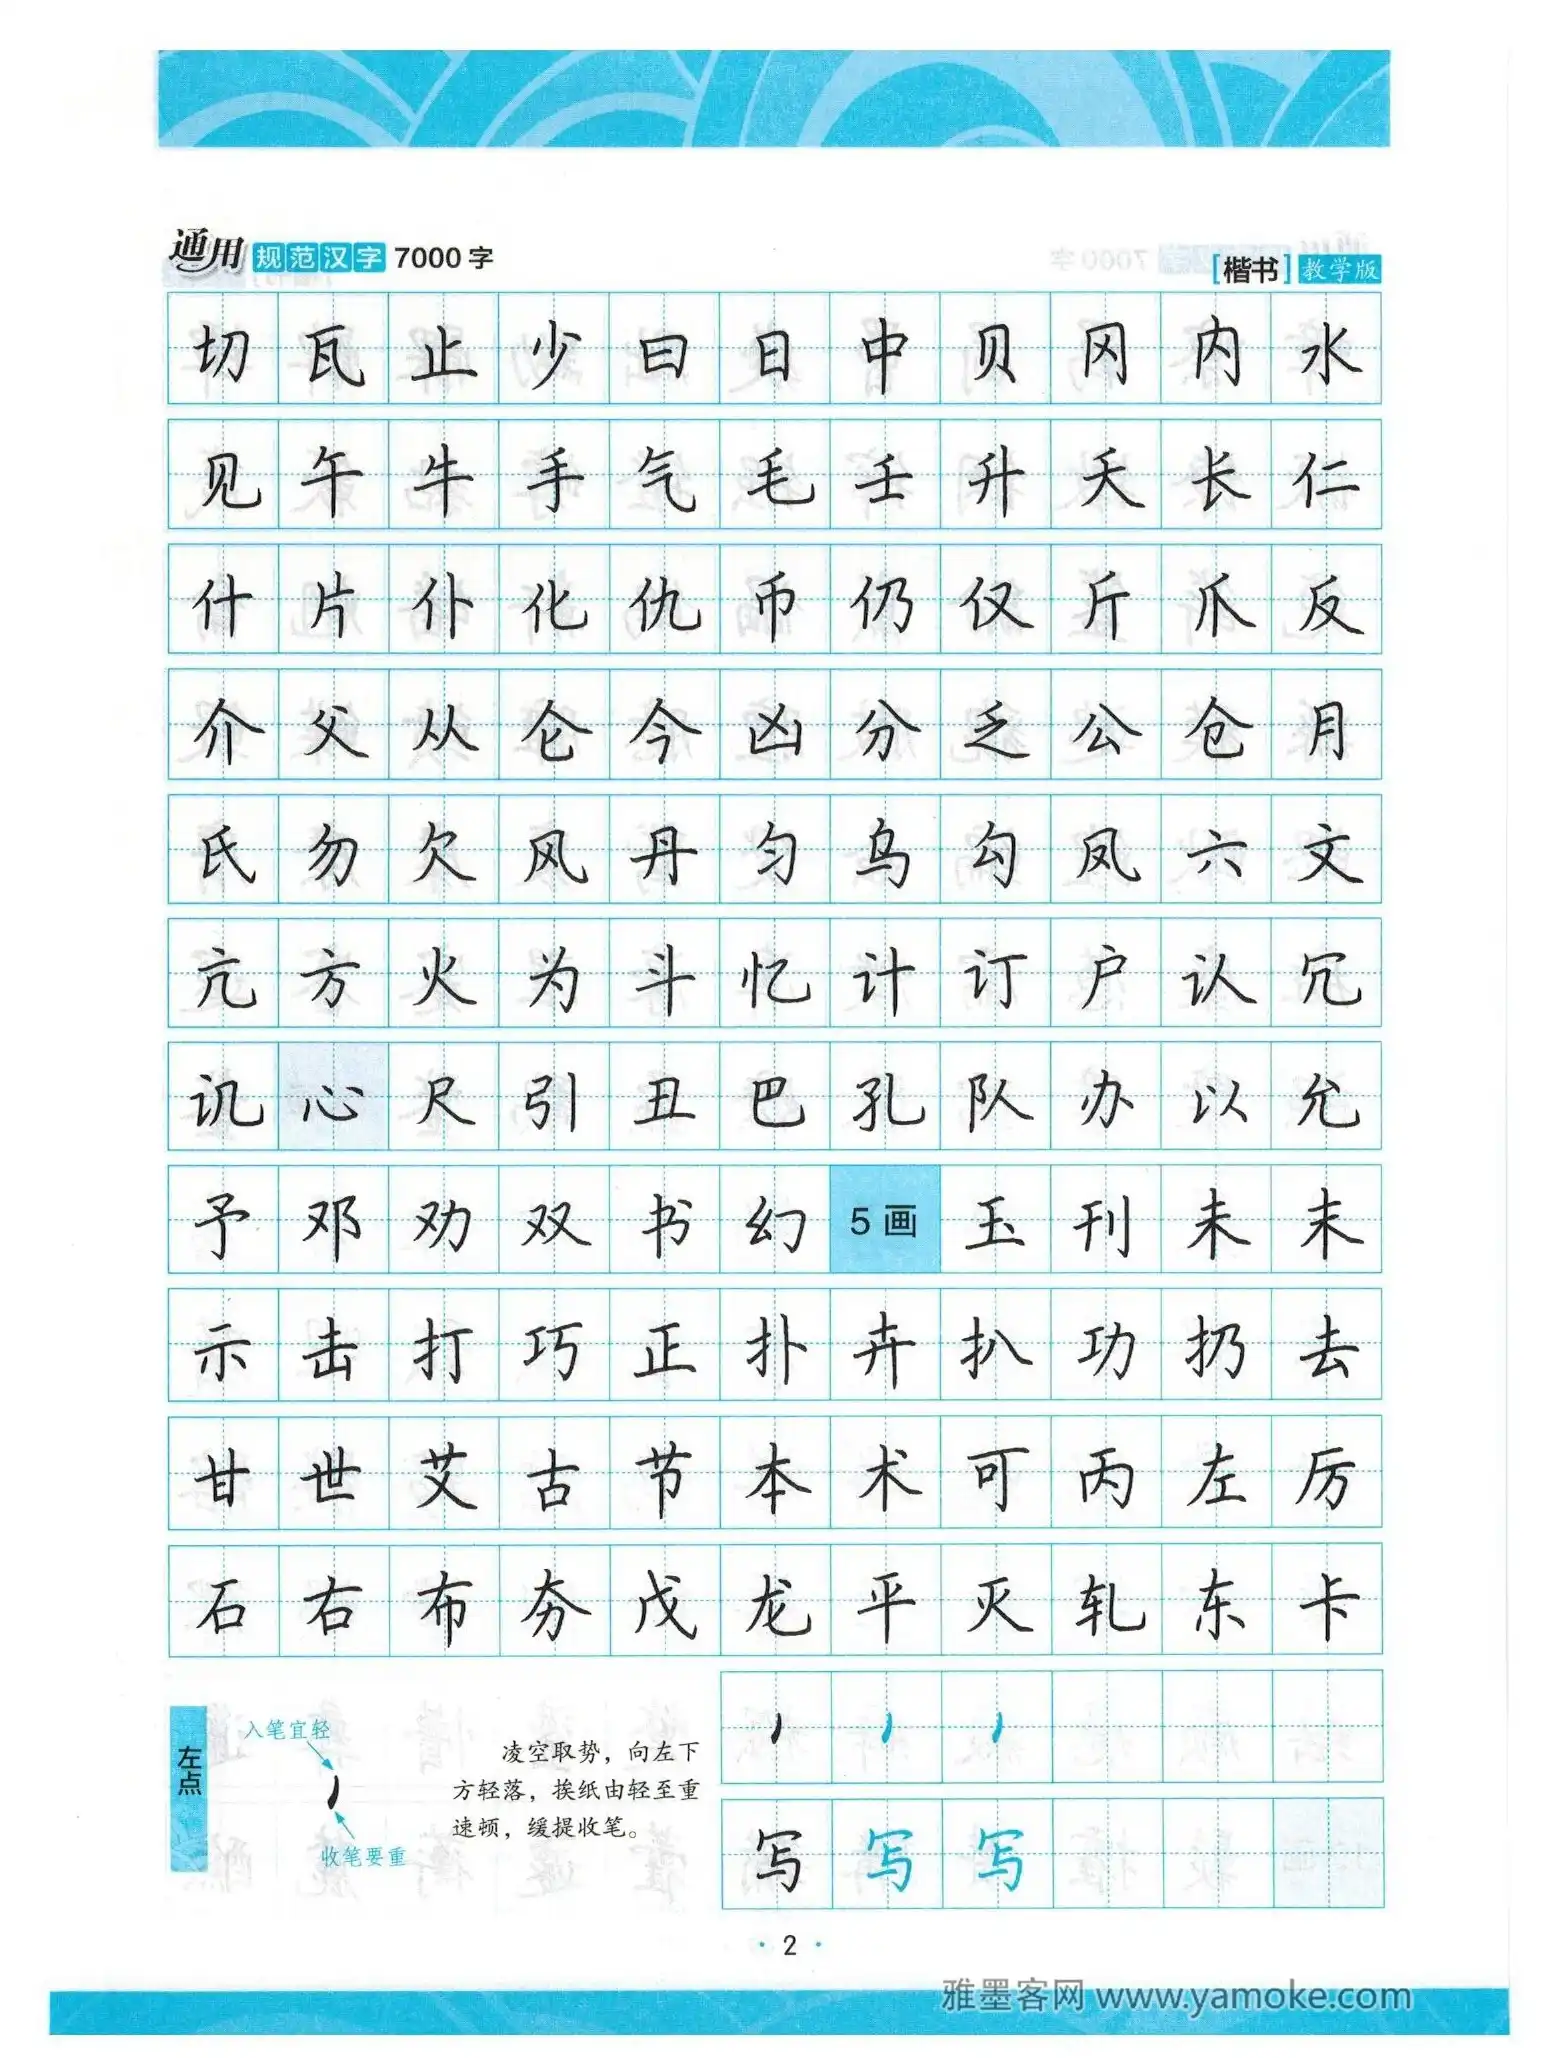 通用规范汉字7000字
[楷书]教学版
切瓦止少曰日中贝冈内水
见午牛手气毛壬升夭长仁
什片仆化仇币仍仅斤爪反
介父从仑今凶分乏公仓月
氏勿欠风丹匀乌勾凤六文
亢方火为斗忆计订户认冗
讥心尺引丑巴孔队办以允
予邓劝双书幻5画玉刊未末
示击打巧正扑卉扒功扔去
甘世艾古节本术可丙左厉
石右布夯戊龙平灭轧东卡
左点
入笔宜轻
收笔要重
凌空取势，向左下
方轻落，挨纸由轻至重
速顿，缓提收笔。
写写写
·2·
雅墨客网 www.yamoke.com